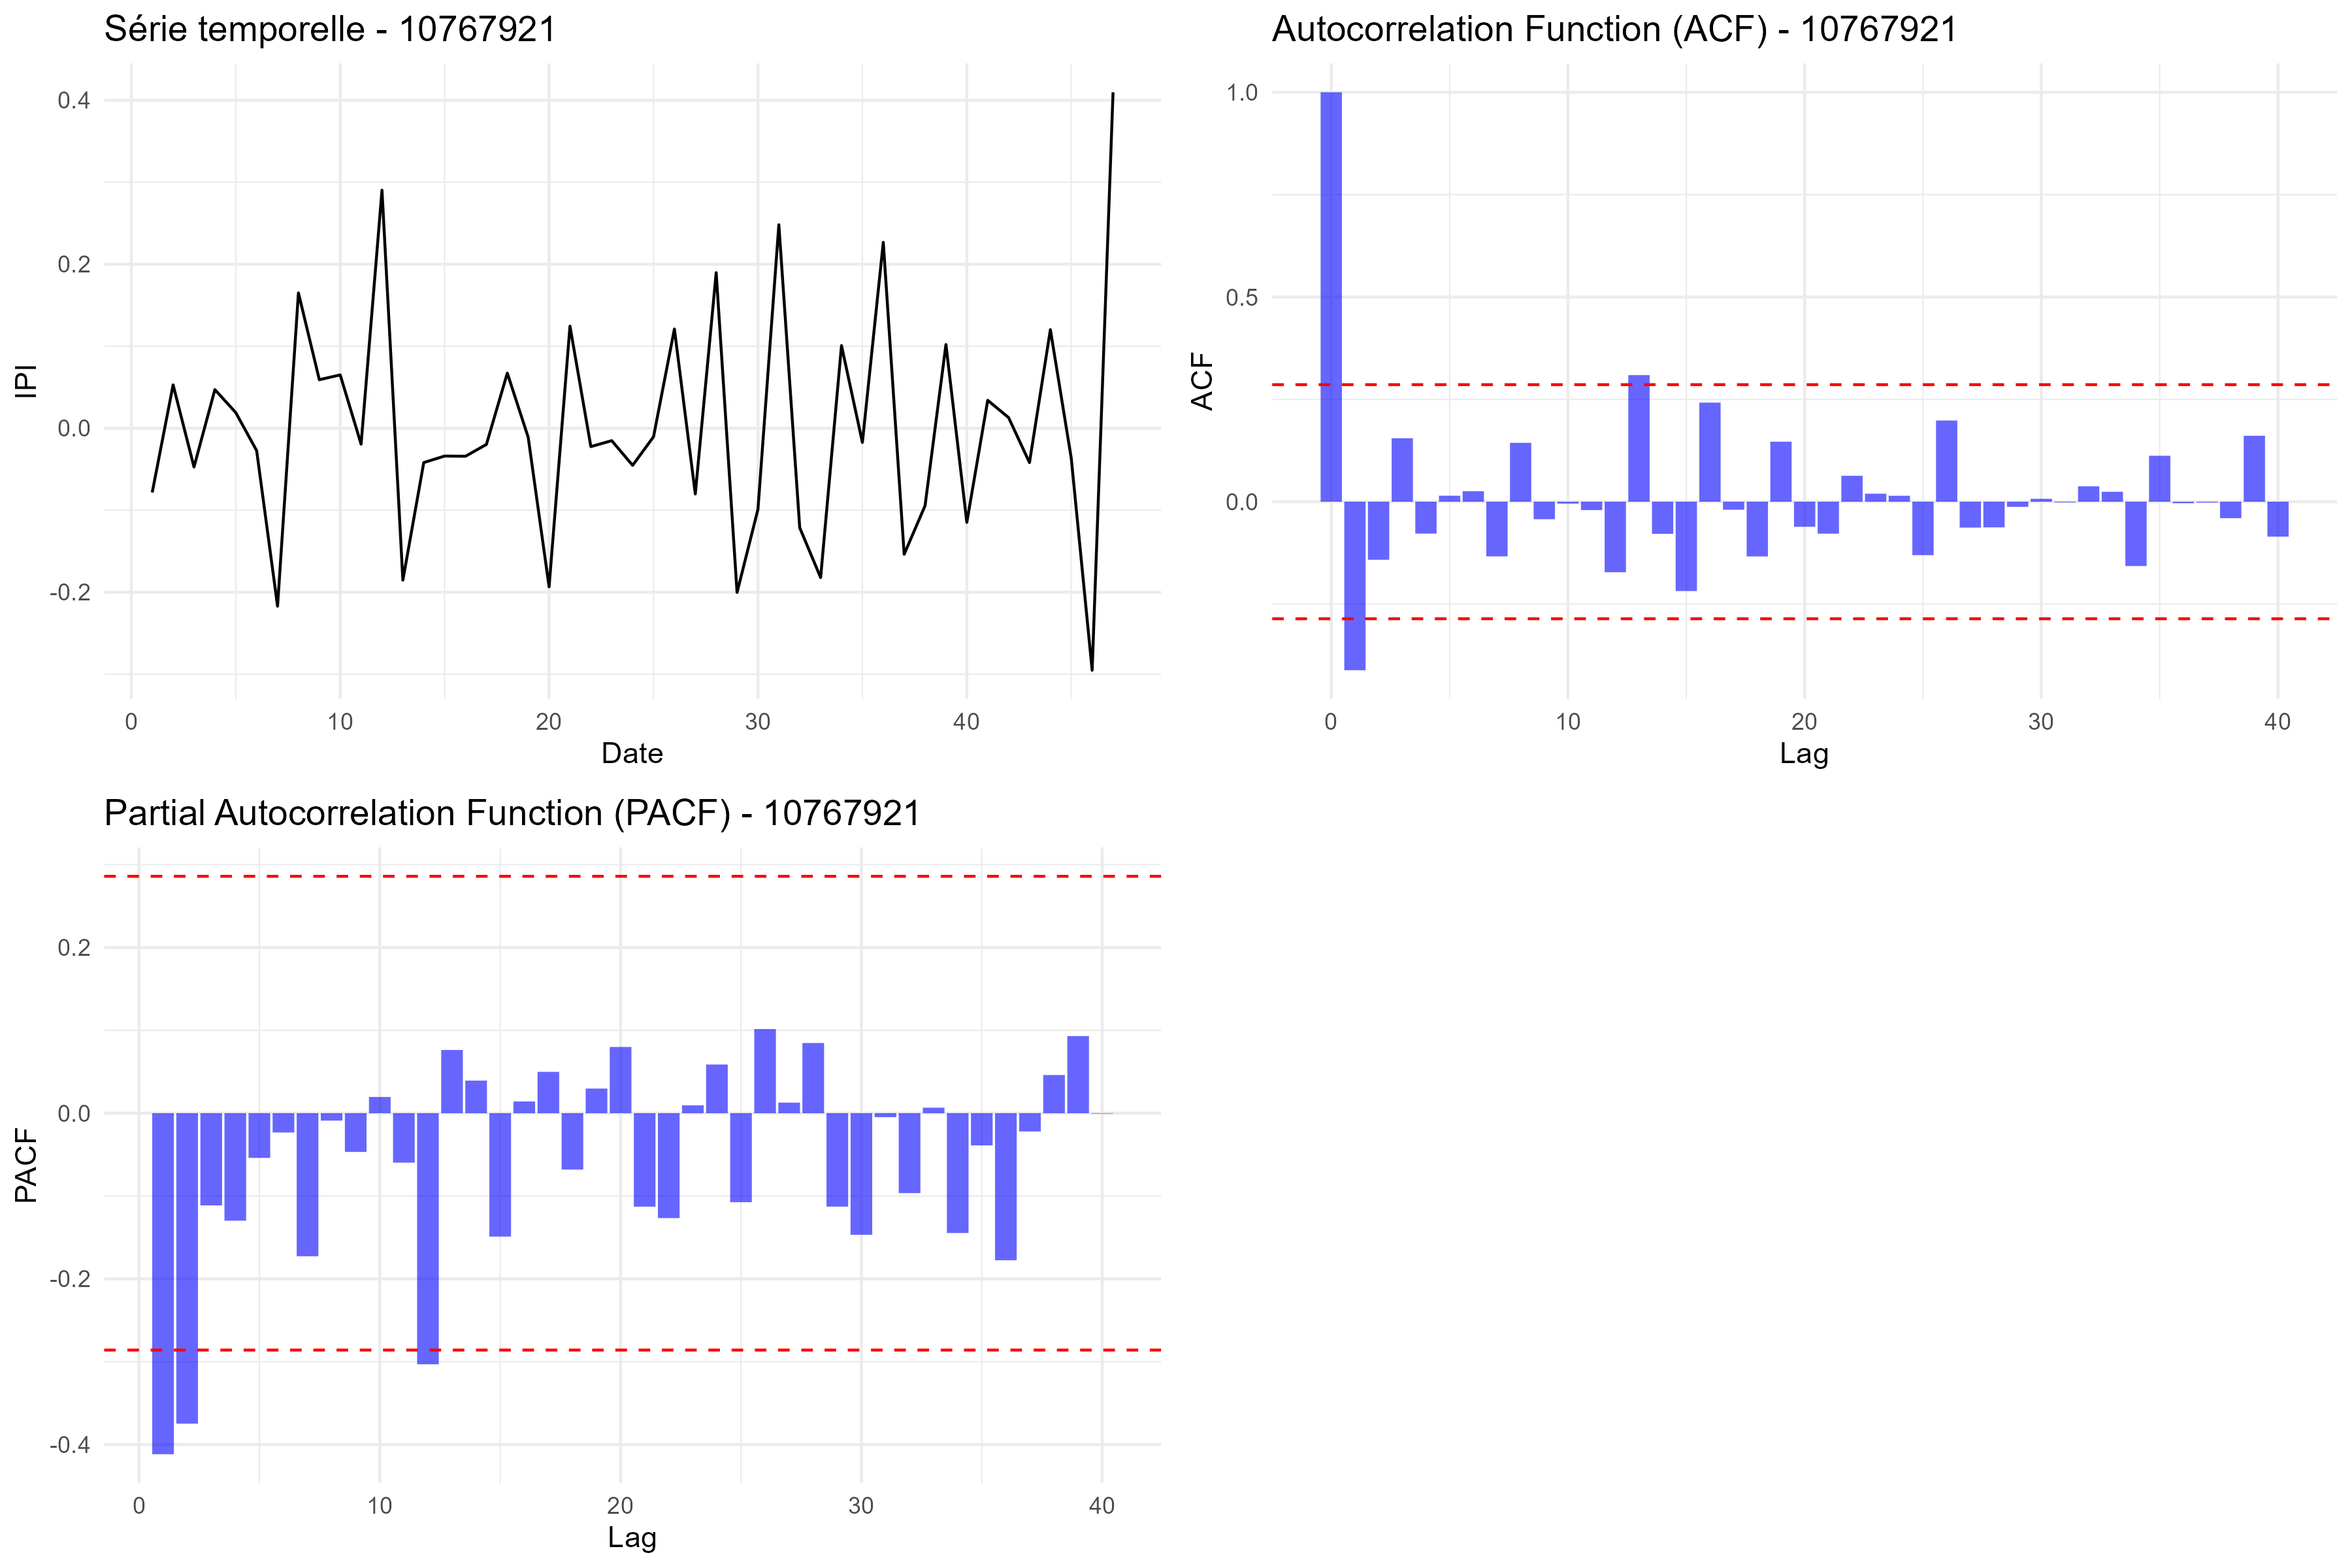 Série temporelle - 10767921
0.4
0.2
0.0
-0.2
IPI
0
10
20
30
40
Date
Autocorrelation Function (ACF) - 10767921
1.0
0.5
0.0
ACF
0
10
20
30
40
Lag
Partial Autocorrelation Function (PACF) - 10767921
0.2
0.0
-0.2
-0.4
PACF
0
10
20
30
40
Lag